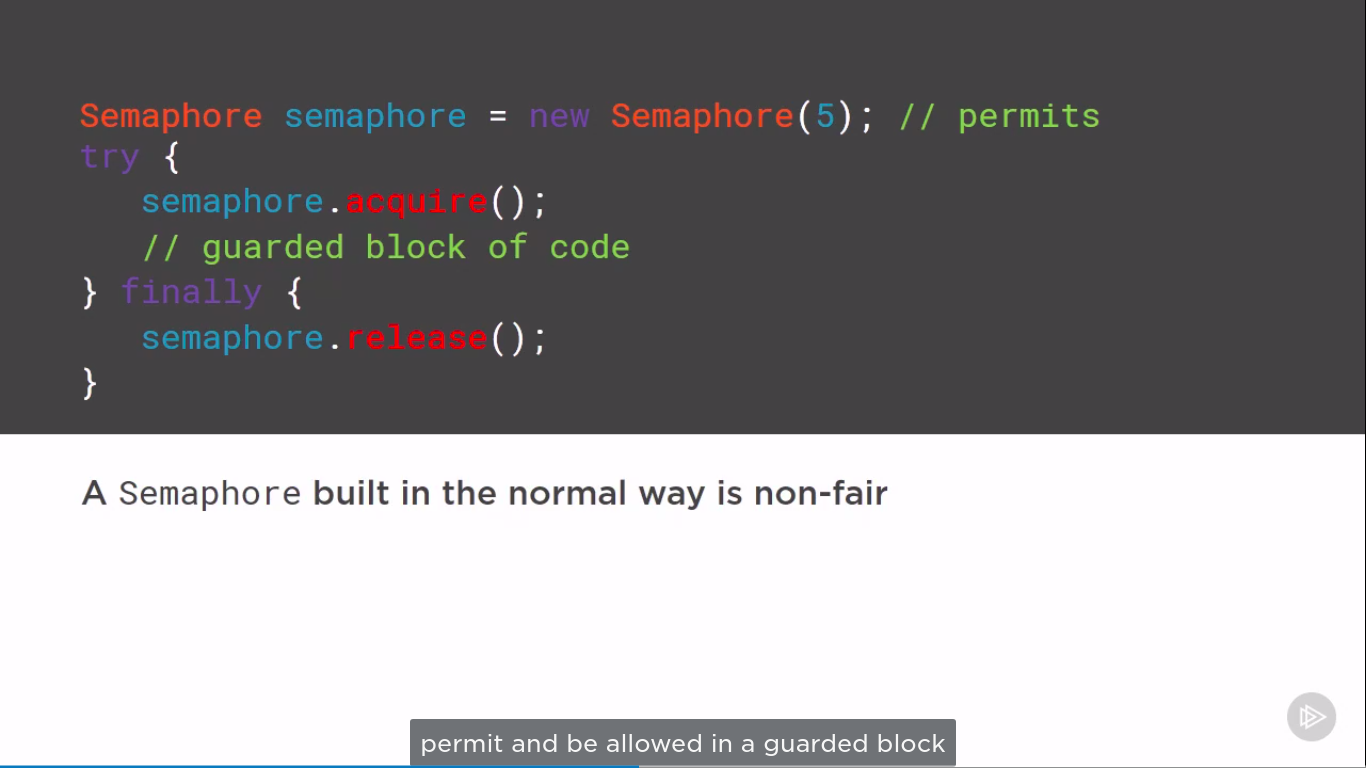 Semaphore semaphore = new Semaphore(5); // permits
try {
   semaphore.acquire();
   // guarded block of code
} finally {
   semaphore.release();
}
A Semaphore built in the normal way is non-fair
permit and be allowed in a guarded block